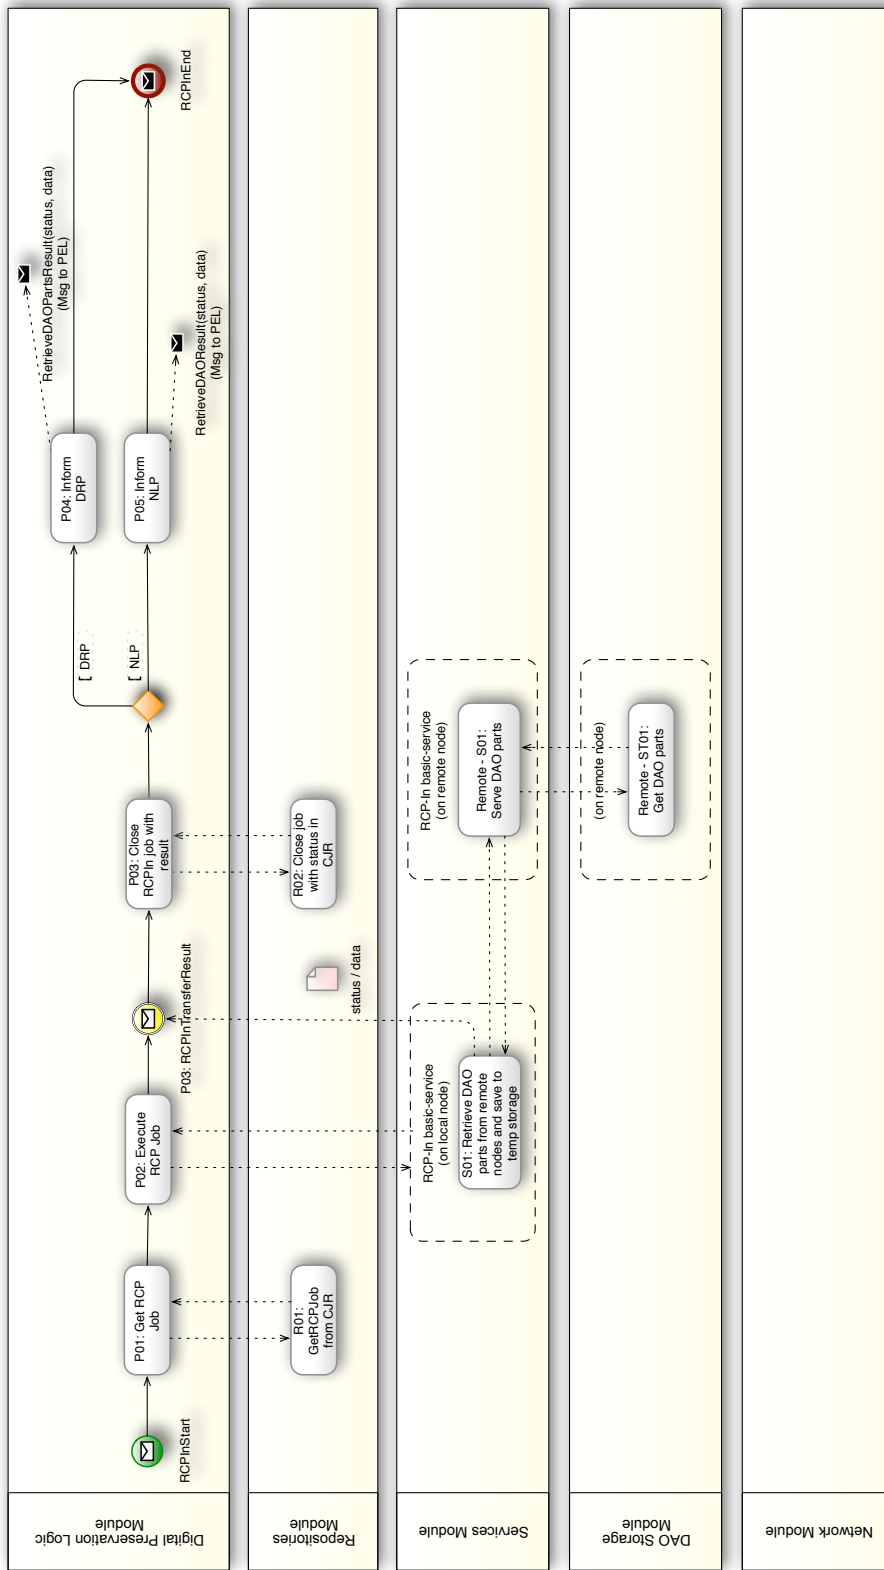 Digital Preservation Logic
Module
RCPInStart
P01: Get RCP
Job
P02: Execute
RCP Job
P03: RCPInTransferResult
P03: Close
RCPIn job with
result
[ DRP
[ NLP
P04: Inform
DRP
P05: Inform
NLP
RetrieveDAOPartsResult(status, data)
(Msg to PEL)
RetrieveDAOResult(status, data)
(Msg to PEL)
RCPInEnd
Repositories
Module
R01:
GetRCPJob
from CJR
status / data
R02: Close job
with status in
CJR
Services Module
RCP-In basic-service
(on local node)
S01: Retrieve DAO
parts from remote
nodes and save to
temp storage
RCP-In basic-service
(on remote node)
Remote - S01:
Serve DAO parts
DAO Storage
Module
(on remote node)
Remote - ST01:
Get DAO parts
Network Module